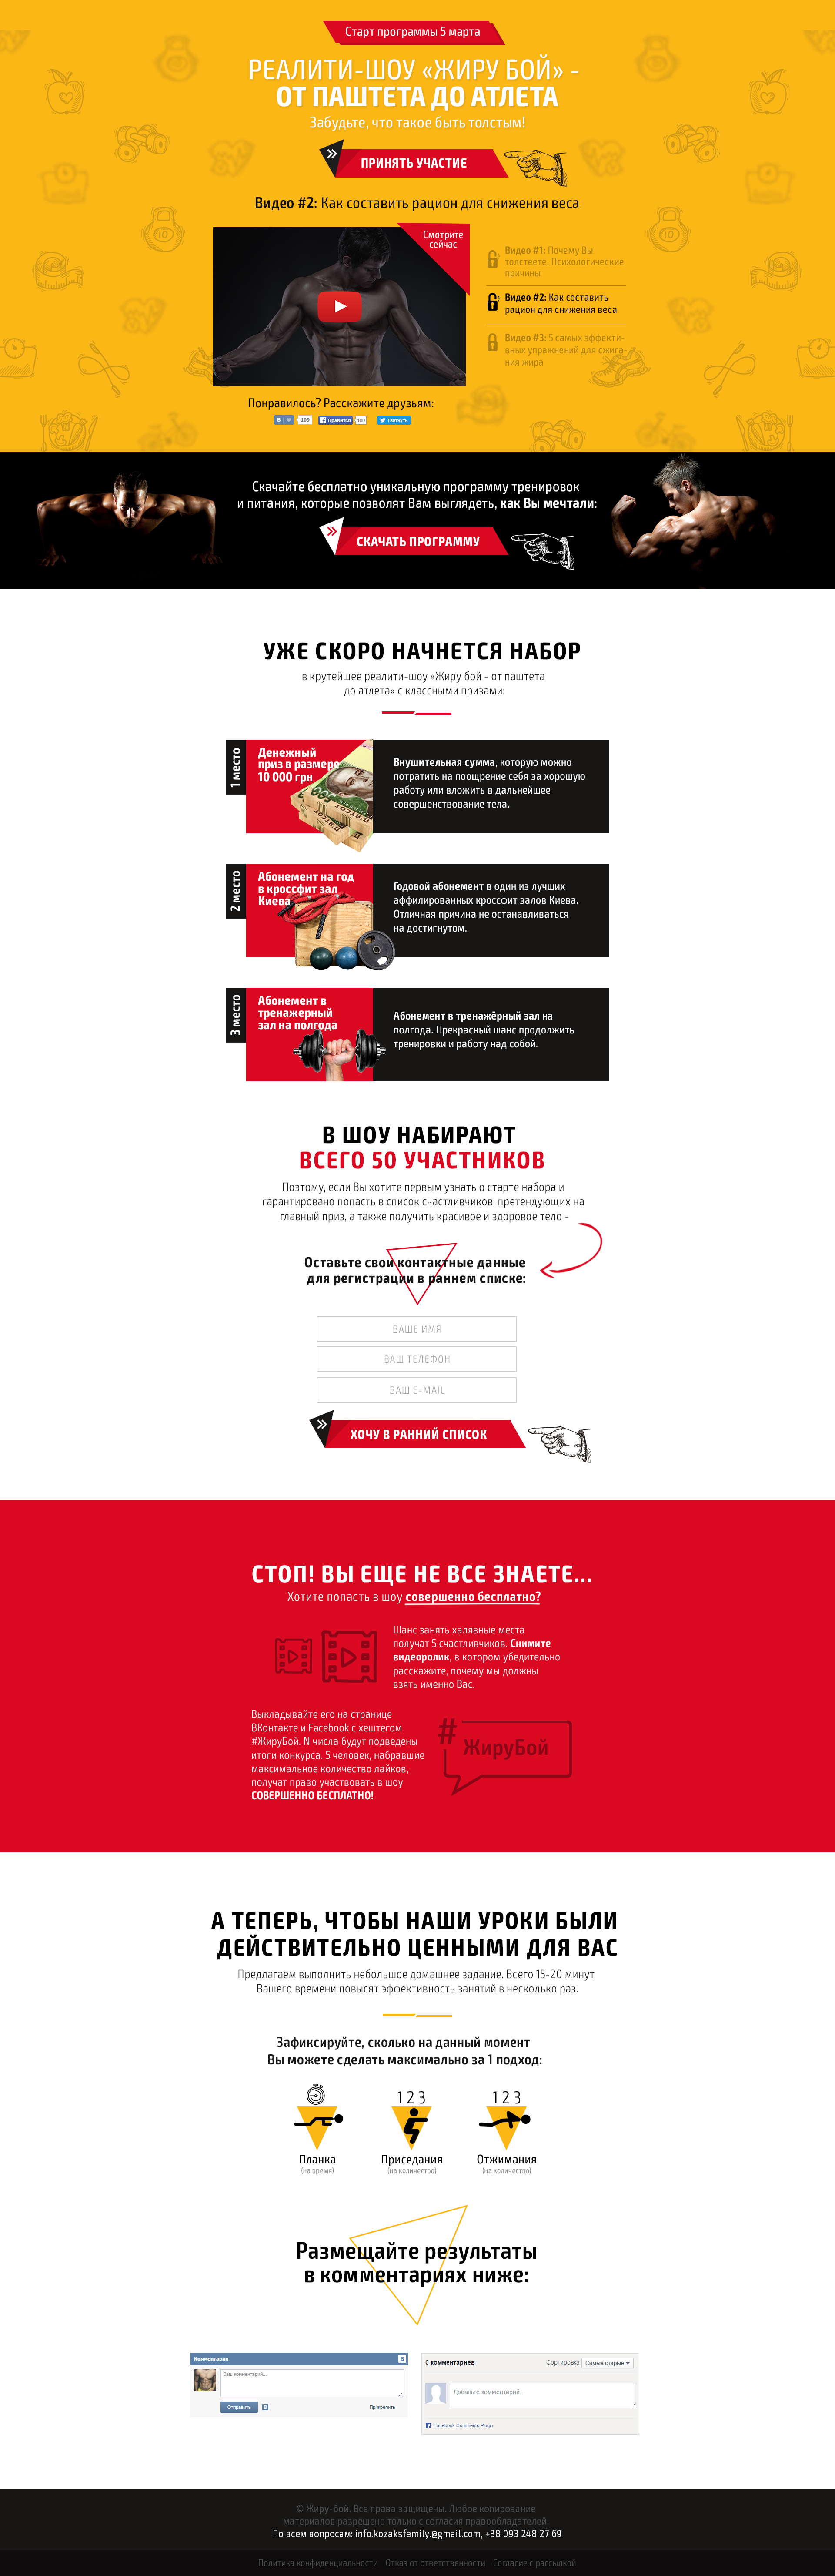 Старт программы 5 марта
РЕАЛИТИ-ШОУ «ЖИРУ БОЙ» -
ОТ ПАШТЕТА ДО АТЛЕТА
Забудьте, что такое быть толстым!
ПРИНЯТЬ УЧАСТИЕ
Видео #2: Как составить рацион для снижения веса
Смотрите
сейчас
Видео #1: Почему Вы
толстеете. Психологические
причины
Видео #2: Как составить
рацион для снижения веса
Видео #3: 5 самых эффекти-
вных упражнений для сжига-
ния жира
Понравилось? Расскажите друзьям:
В 109 Нравится 100 Твитнуть
Скачайте бесплатно уникальную программу тренировок
и питания, которые позволят Вам выглядеть, как Вы мечтали:
СКАЧАТЬ ПРОГРАММУ
УЖЕ СКОРО НАЧНЕТСЯ НАБОР
в крутейшее реалити-шоу «Жиру бой - от паштета
до атлета» с классными призами:
1 место
Денежный
приз в размере
10 000 грн
Внушительная сумма, которую можно
потратить на поощрение себя за хорошую
работу или вложить в дальнейшее
совершенствование тела.
2 место
Абонемент на год
в кроссфит зал
Киева
Годовой абонемент в один из лучших
аффилированных кроссфит залов Киева.
Отличная причина не останавливаться
на достигнутом.
3 место
Абонемент в
тренажерный
зал на полгода
Абонемент в тренажёрный зал на
полгода. Прекрасный шанс продолжить
тренировки и работу над собой.
В ШОУ НАБИРАЮТ
ВСЕГО 50 УЧАСТНИКОВ
Поэтому, если Вы хотите первым узнать о старте набора и
гарантировано попасть в список счастливчиков, претендующих на
главный приз, а также получить красивое и здоровое тело -
Оставьте свои контактные данные
для регистрации в раннем списке:
ВАШЕ ИМЯ
ВАШ ТЕЛЕФОН
ВАШ E-MAIL
ХОЧУ В РАННИЙ СПИСОК
СТОП! ВЫ ЕЩЕ НЕ ВСЕ ЗНАЕТЕ...
Хотите попасть в шоу совершенно бесплатно?
Шанс занять халявные места
получат 5 счастливчиков. Снимите
видеоролик, в котором убедительно
расскажите, почему мы должны
взять именно Вас.
Выкладывайте его на странице
ВКонтакте и Facebook с хештегом
#ЖируБой. N числа будут подведены
итоги конкурса. 5 человек, набравшие
максимальное количество лайков,
получат право участвовать в шоу
СОВЕРШЕННО БЕСПЛАТНО!
# ЖируБой
А ТЕПЕРЬ, ЧТОБЫ НАШИ УРОКИ БЫЛИ
ДЕЙСТВИТЕЛЬНО ЦЕННЫМИ ДЛЯ ВАС
Предлагаем выполнить небольшое домашнее задание. Всего 15-20 минут
Вашего времени повысят эффективность занятий в несколько раз.
Зафиксируйте, сколько на данный момент
Вы можете сделать максимально за 1 подход:
1 2 3
1 2 3
Планка
(на время)
Приседания
(на количество)
Отжимания
(на количество)
Размещайте результаты
в комментариях ниже:
Комментарии
В
Ваш комментарий...
Отправить
В
Прикрепить
0 комментариев
Сортировка Самые старые
Добавьте комментарий...
Facebook Comments Plugin
© Жиру-бой. Все права защищены. Любое копирование
материалов разрешено только с согласия правообладателей.
По всем вопросам: info.kozaksfamily.@gmail.com, +38 093 248 27 69
Политика конфиденциальности Отказ от ответственности Согласие с рассылкой